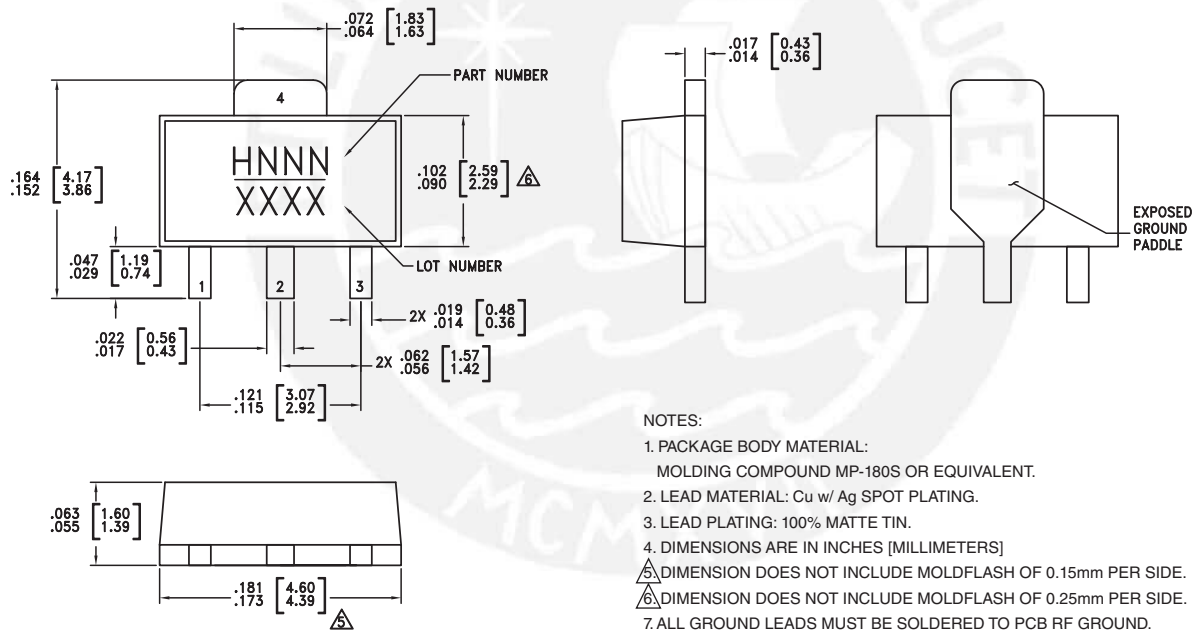 .072 [1.83]
.064 [1.63]
.017 [0.43]
.014 [0.36]
PART NUMBER
4
HNNN
XXXX
.164 [4.17]
.152 [3.86]
.102 [2.59]
.090 [2.29] 6
EXPOSED
GROUND
PADDLE
.047 [1.19]
.029 [0.74]
LOT NUMBER
1 2 3
2X .019 [0.48]
.014 [0.36]
.022 [0.56]
.017 [0.43]
2X .062 [1.57]
.056 [1.42]
.121 [3.07]
.115 [2.92]
NOTES:
1. PACKAGE BODY MATERIAL:
MOLDING COMPOUND MP-180S OR EQUIVALENT.
2. LEAD MATERIAL: Cu w/ Ag SPOT PLATING.
3. LEAD PLATING: 100% MATTE TIN.
4. DIMENSIONS ARE IN INCHES [MILLIMETERS]
5. DIMENSION DOES NOT INCLUDE MOLDFLASH OF 0.15mm PER SIDE.
6. DIMENSION DOES NOT INCLUDE MOLDFLASH OF 0.25mm PER SIDE.
7. ALL GROUND LEADS MUST BE SOLDERED TO PCB RF GROUND.
.063 [1.60]
.055 [1.39]
.181 [4.60]
.173 [4.39]
5